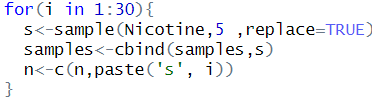 for(i in 1:30){
  s<-sample(Nicotine,5 ,replace=TRUE)
  samples<-cbind(samples,s)
  n<-c(n,paste('s', i))
}